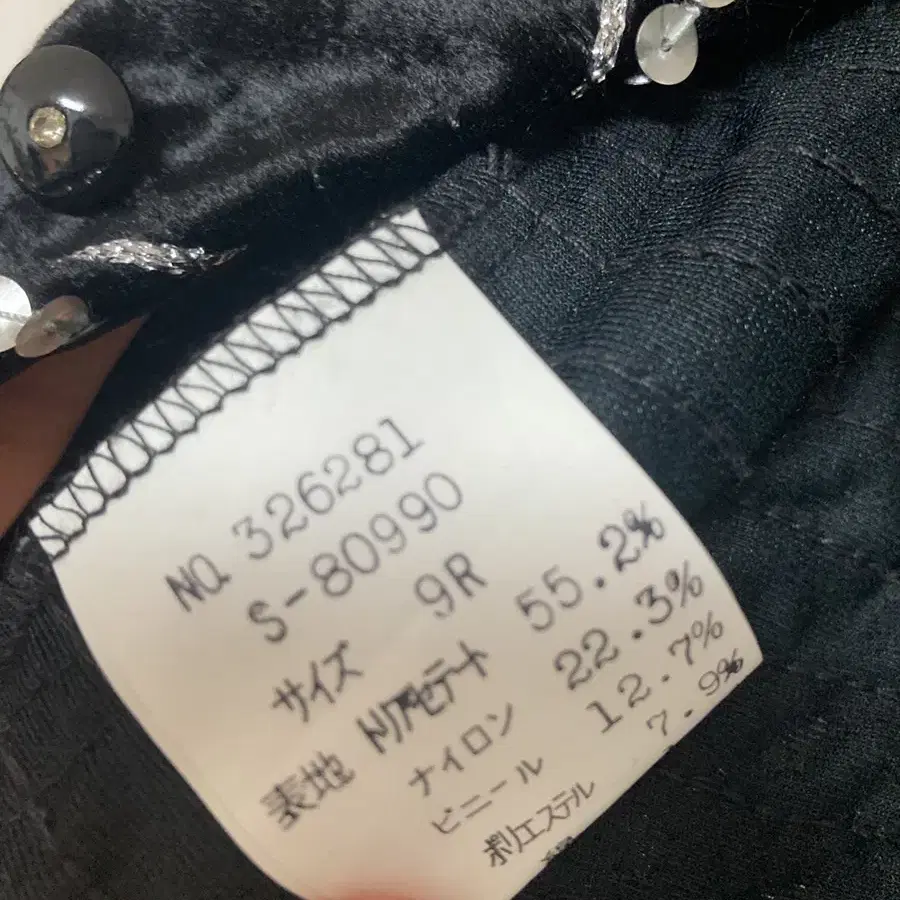 NO. 326281
S-80990
サイズ 9R
表地 トリアセテート 55.2%
ナイロン 22.3%
ビニール 12.7%
ポリエステル 7.9%